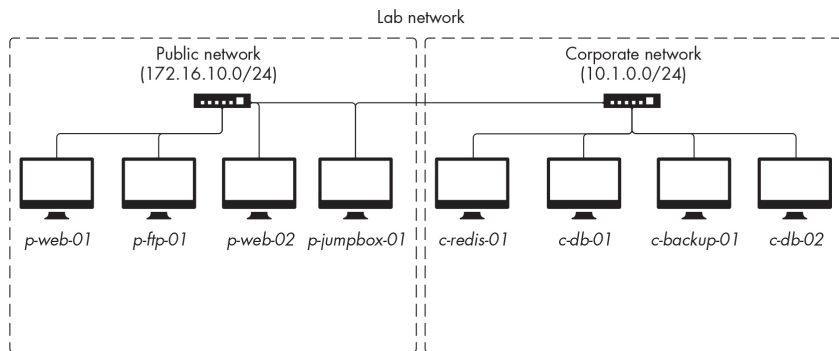 Lab network
Public network
(172.16.10.0/24)
Corporate network
(10.1.0.0/24)
p-web-01
p-ftp-01
p-web-02
p-jumpbox-01
c-redis-01
c-db-01
c-backup-01
c-db-02